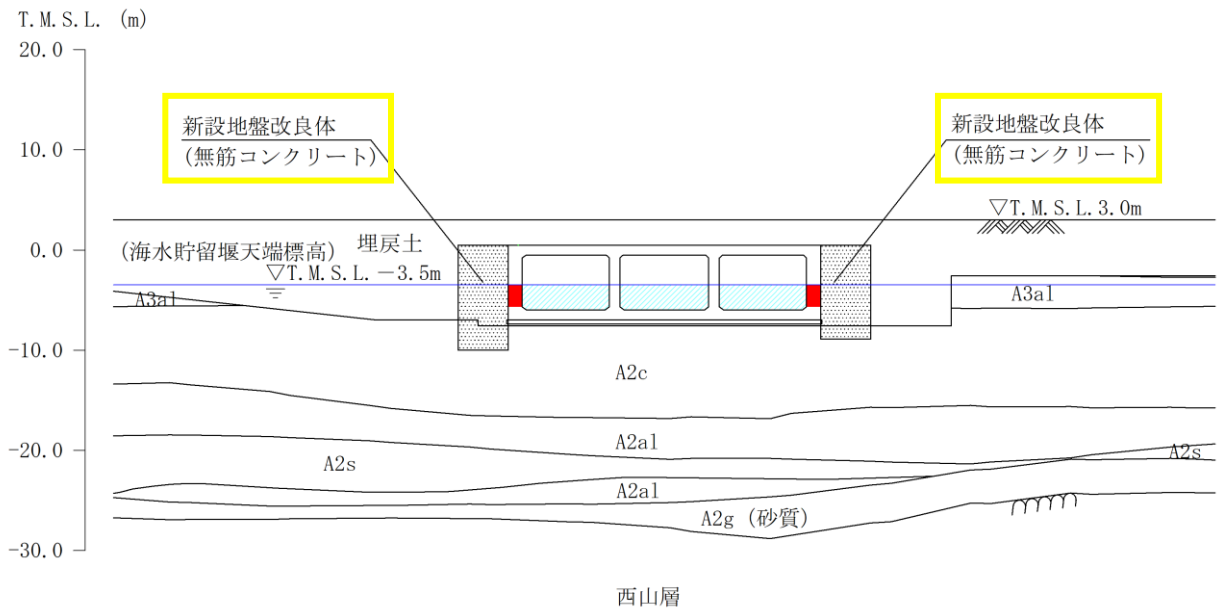 T.M.S.L. (m)
20.0
新設地盤改良体
(無筋コンクリート)
新設地盤改良体
(無筋コンクリート)
10.0
▽T.M.S.L.3.0m
0.0
(海水貯留堰天端標高)
埋戻土
▽T.M.S.L.－3.5m
A3al
A3al
-10.0
A2c
A2al
-20.0
A2s
A2s
A2al
A2g (砂質)
-30.0
西山層